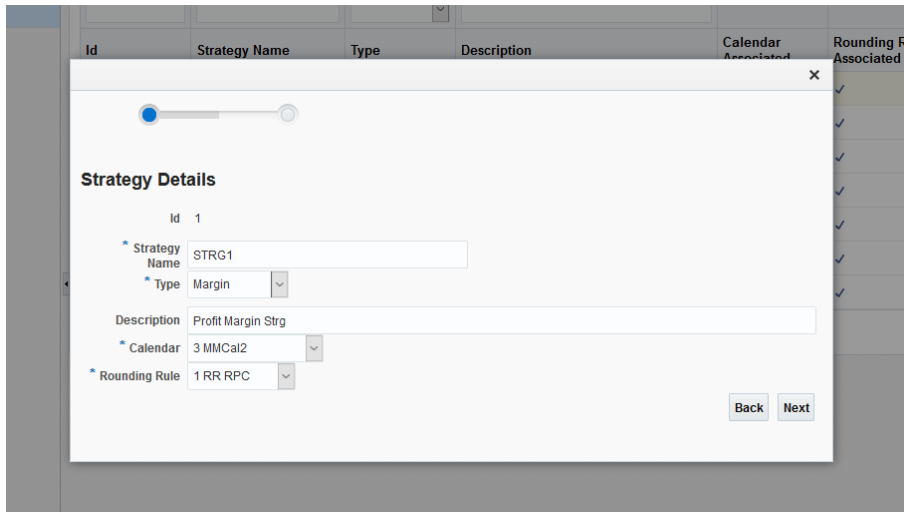 Id Strategy Name Type Description Calendar Associated Rounding R
Associated
Strategy Details
Id 1
* Strategy Name STRG1
* Type Margin
Description Profit Margin Strg
* Calendar 3 MMCal2
* Rounding Rule 1 RR RPC
Back Next